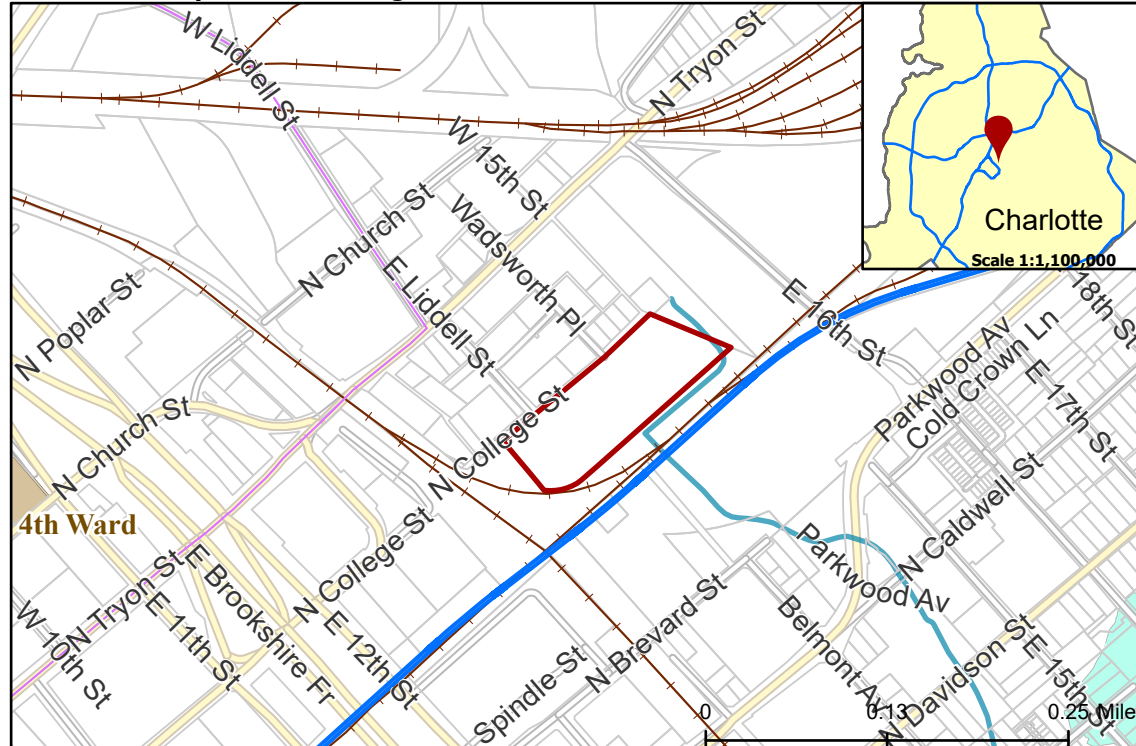 W Liddell St
N Tryon St
W 15th St
N Church St
Wadsworth Pl
E Liddell St
N Poplar St
N Church St
4th Ward
N College St
N College St
E 16th St
18th St
Parkwood Av
Cold Crown Ln
E 17th St
N Caldwell St
Parkwood Av
N Brevard St
Belmont Av
N Davidson St
E 15th St
Spindle St
E Brookshire Fr
E 12th St
E 11th St
N Tryon St
W 10th St
Charlotte
Scale 1:1,100,000
0 0.13 0.25 Mile